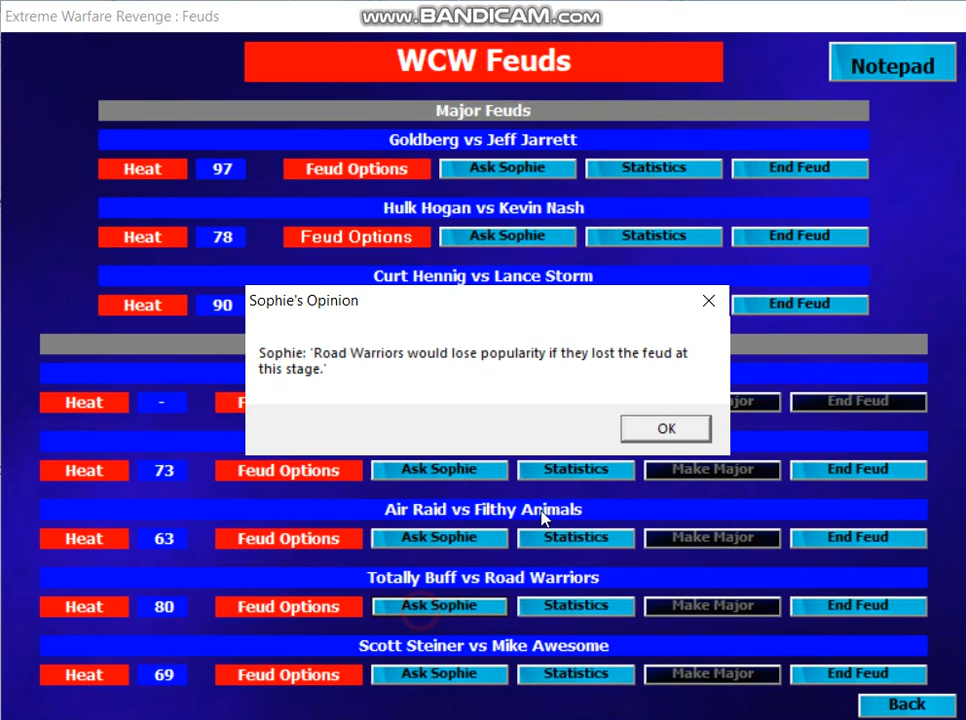 Extreme Warfare Revenge : Feuds
www.BANDICAM.com
WCW Feuds
Notepad
Major Feuds
Goldberg vs Jeff Jarrett
Heat 97 Feud Options Ask Sophie Statistics End Feud
Hulk Hogan vs Kevin Nash
Heat 78 Feud Options Ask Sophie Statistics End Feud
Curt Hennig vs Lance Storm
Heat 90 End Feud
Sophie's Opinion
Sophie: 'Road Warriors would lose popularity if they lost the feud at
this stage.'
OK
Heat - End Feud
Heat 73 Feud Options Ask Sophie Statistics Make Major End Feud
Air Raid vs Filthy Animals
Heat 63 Feud Options Ask Sophie Statistics Make Major End Feud
Totally Buff vs Road Warriors
Heat 80 Feud Options Ask Sophie Statistics Make Major End Feud
Scott Steiner vs Mike Awesome
Heat 69 Feud Options Ask Sophie Statistics Make Major End Feud
Back